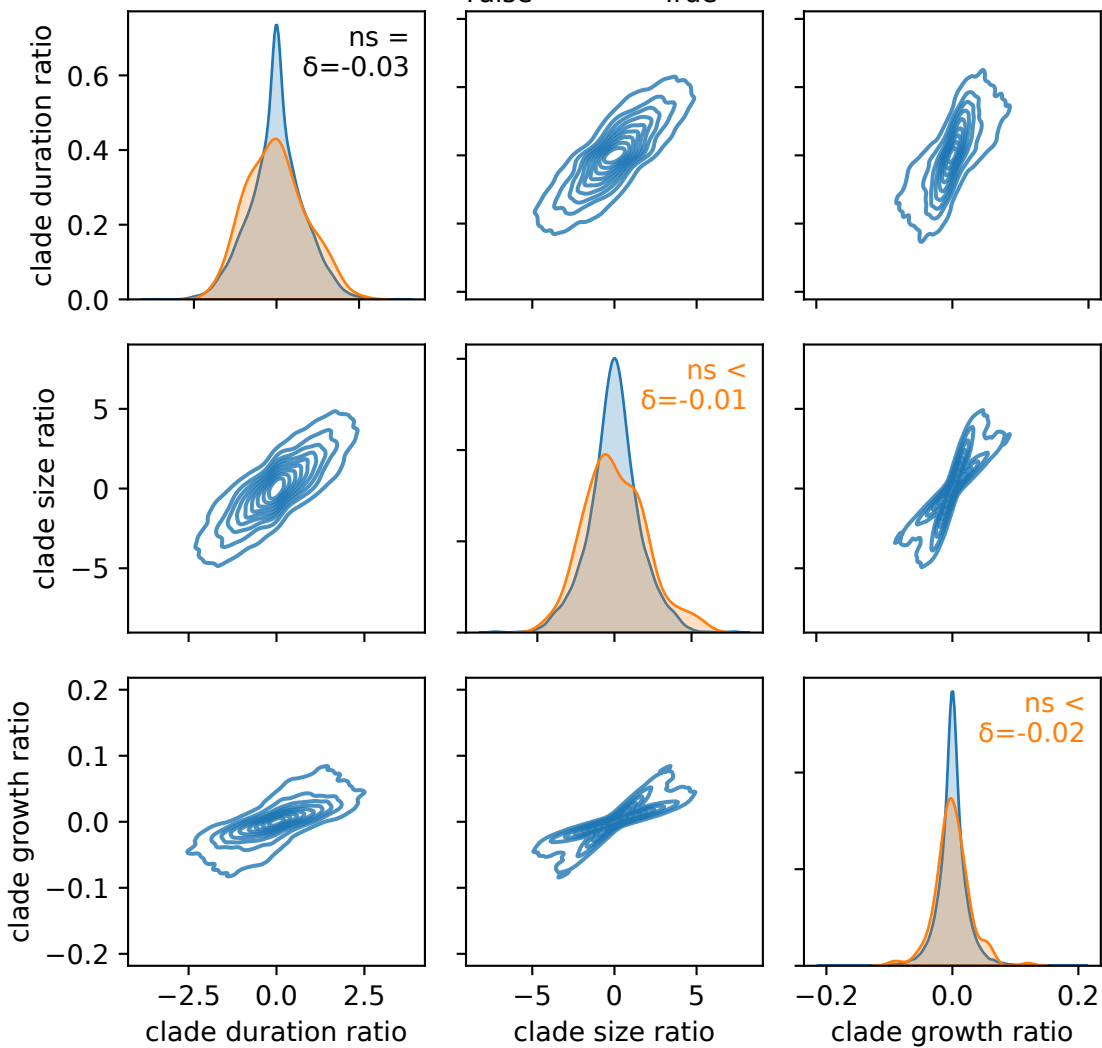 ns =
δ=-0.03
clade duration ratio
0.6
0.4
0.2
0.0
ns <
δ=-0.01
clade size ratio
5
0
−5
ns <
δ=-0.02
clade growth ratio
0.2
0.1
0.0
−0.1
−0.2
−2.5 0.0 2.5
−5 0 5
−0.2 0.0 0.2
clade duration ratio
clade size ratio
clade growth ratio